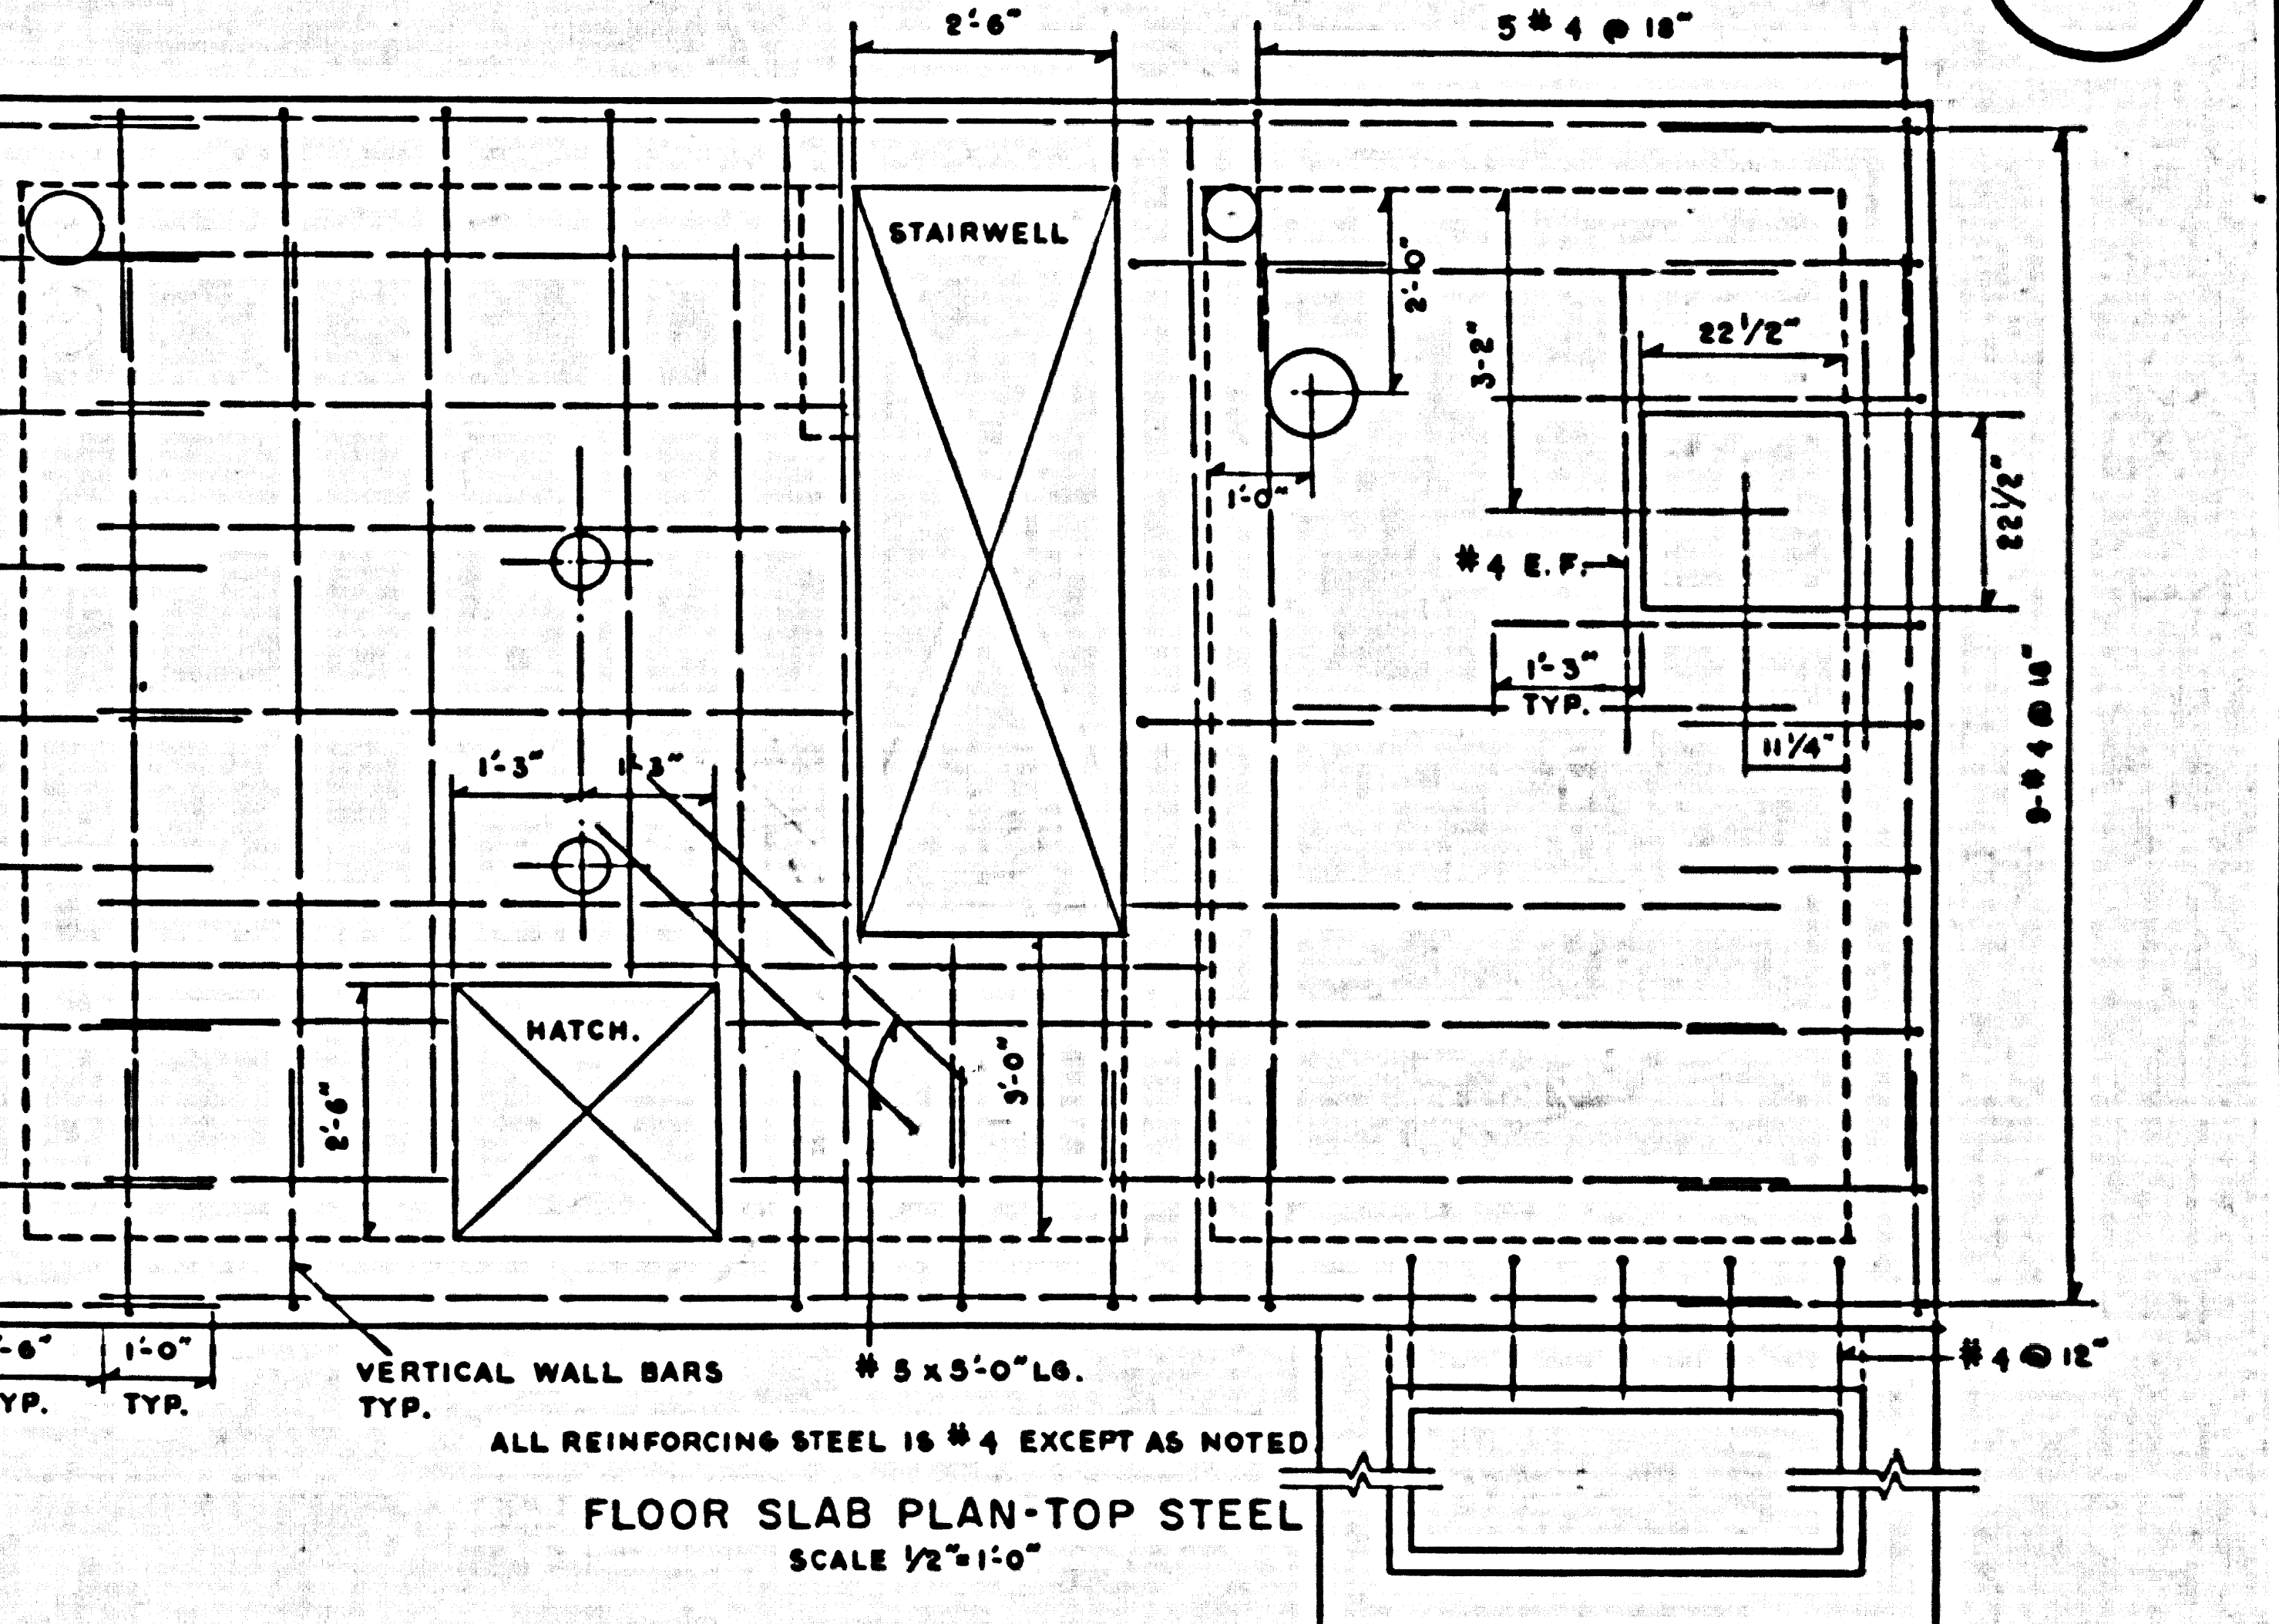 2'-6"
5 #4 @ 18"
STAIRWELL
2'-0"
3-2"
22 1/2"
1'-0"
22 1/2"
#4 E.F.
1'-3"
TYP.
11 1/4"
9-#4 @ 18"
1'-3"
1'-3"
HATCH.
2'-6"
3'-0"
-6"
1'-0"
YP.
TYP.
VERTICAL WALL BARS
TYP.
# 5 x 5'-0" LG.
#4 @ 12"
ALL REINFORCING STEEL IS #4 EXCEPT AS NOTED
FLOOR SLAB PLAN-TOP STEEL
SCALE 1/2"=1'-0"